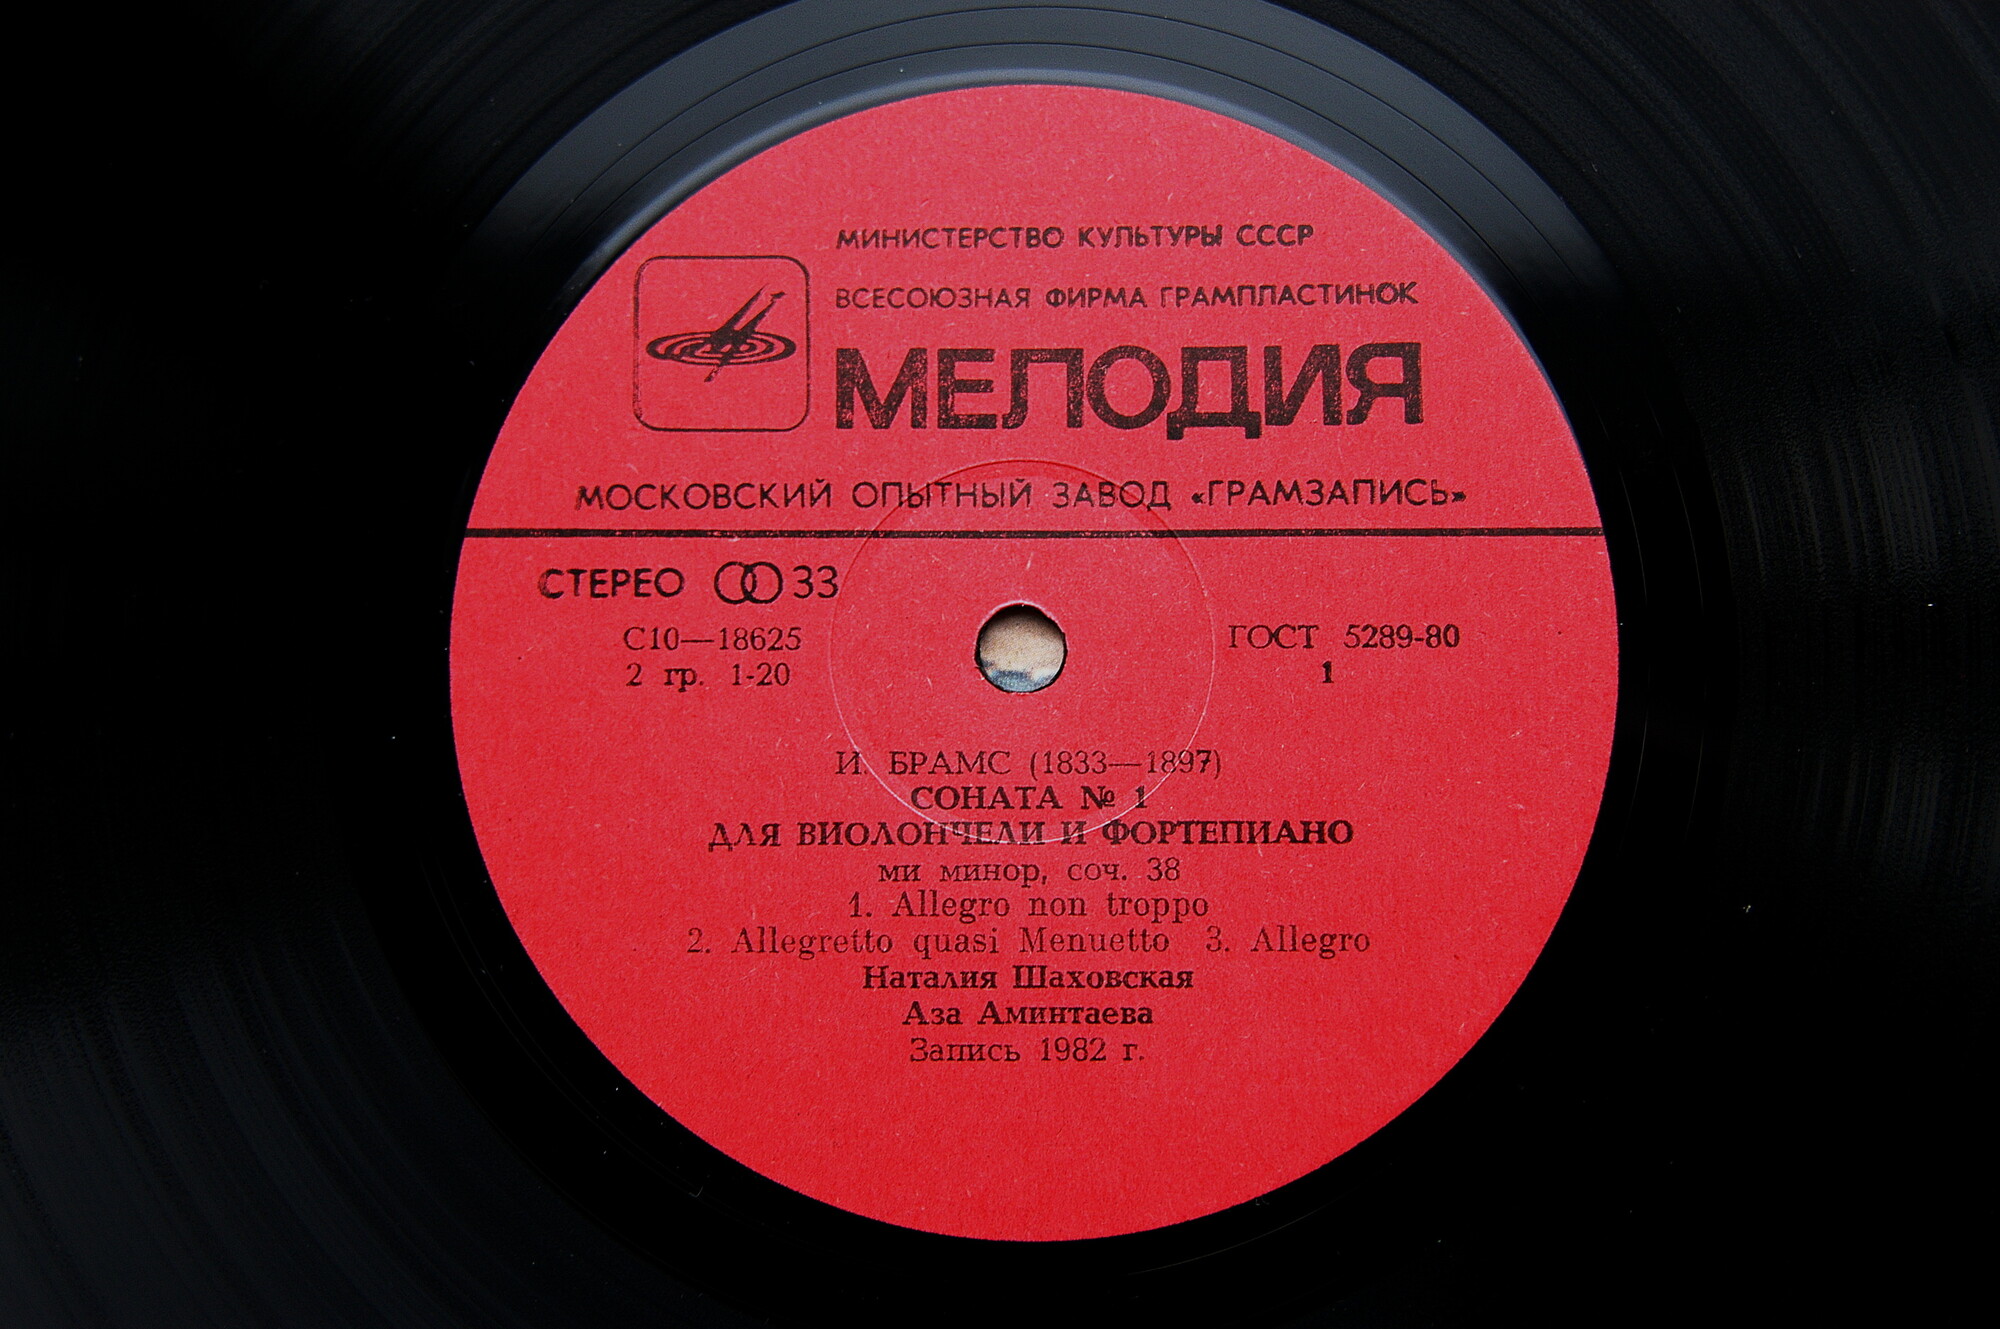 МИНИСТЕРСТВО КУЛЬТУРЫ СССР
ВСЕСОЮЗНАЯ ФИРМА ГРАМПЛАСТИНОК
МЕЛОДИЯ
МОСКОВСКИЙ ОПЫТНЫЙ ЗАВОД «ГРАМЗАПИСЬ»
СТЕРЕО 33
С10—18625
2 гр. 1-20
ГОСТ 5289-80
1
И. БРАМС (1833—1897)
СОНАТА № 1
ДЛЯ ВИОЛОНЧЕЛИ И ФОРТЕПИАНО
ми минор, соч. 38
1. Allegro non troppo
2. Allegretto quasi Menuetto 3. Allegro
Наталия Шаховская
Аза Аминтаева
Запись 1982 г.